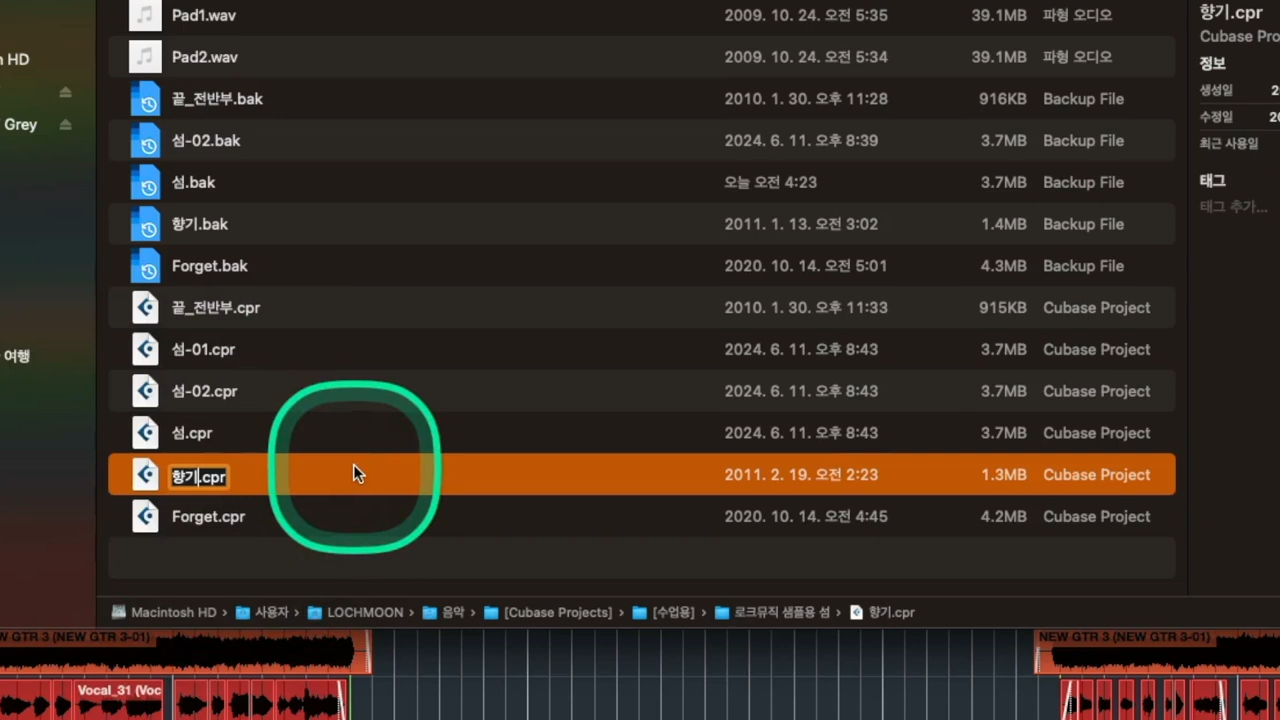 Pad1.wav 2009. 10. 24. 오전 5:35 39.1MB 파형 오디오
Pad2.wav 2009. 10. 24. 오전 5:34 39.1MB 파형 오디오
끝_전반부.bak 2010. 1. 30. 오후 11:28 916KB Backup File
섬-02.bak 2024. 6. 11. 오후 8:39 3.7MB Backup File
섬.bak 오늘 오전 4:23 3.7MB Backup File
향기.bak 2011. 1. 13. 오전 3:02 1.4MB Backup File
Forget.bak 2020. 10. 14. 오전 5:01 4.3MB Backup File
끝_전반부.cpr 2010. 1. 30. 오후 11:33 915KB Cubase Project
섬-01.cpr 2024. 6. 11. 오후 8:43 3.7MB Cubase Project
섬-02.cpr 2024. 6. 11. 오후 8:43 3.7MB Cubase Project
섬.cpr 2024. 6. 11. 오후 8:43 3.7MB Cubase Project
향기.cpr 2011. 2. 19. 오전 2:23 1.3MB Cubase Project
Forget.cpr 2020. 10. 14. 오전 4:45 4.2MB Cubase Project
HD
Grey
여행
향기.cpr
Cubase Pro
정보
생성일 2
수정일 20
최근 사용일
태그
태그 추가...
Macintosh HD › 사용자 › LOCHMOON › 음악 › [Cubase Projects] › [수업용] › 로크뮤직 샘플용 섬 › 향기.cpr
W GTR 3 (NEW GTR 3-01) NEW GTR 3 (NEW GTR 3-01)
Vocal_31 (Voc